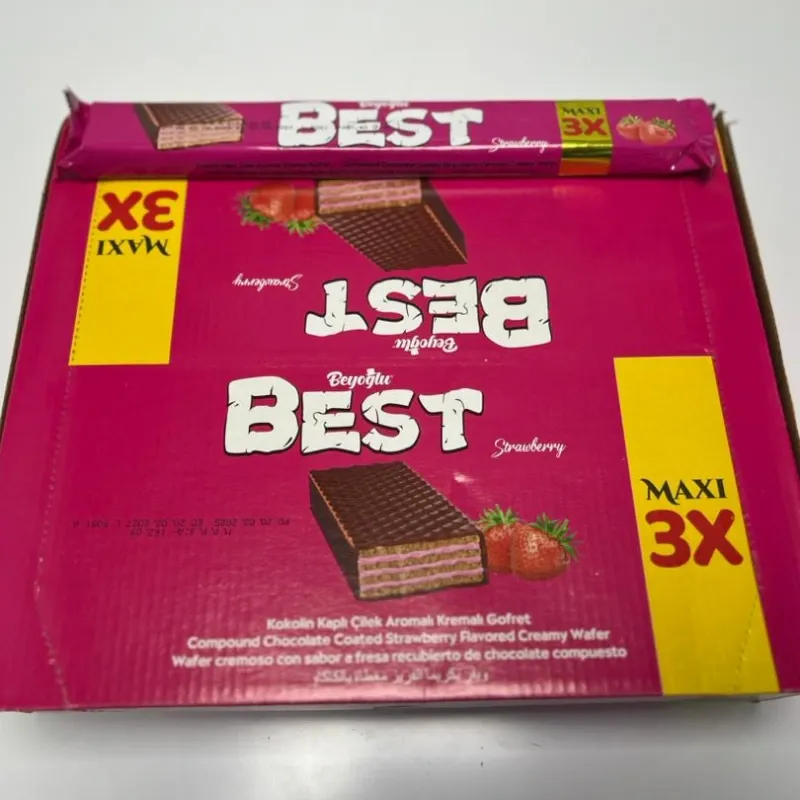 Beyoğlu
BEST
Strawberry
MAXI
3X
MAXI
3X
Strawberry
BEST
Beyoğlu
Beyoğlu
BEST
Strawberry
MAXI
3X
Kokolin Kaplı Çilek Aromalı Kremalı Gofret
Compound Chocolate Coated Strawberry Flavored Creamy Wafer
Wafer cremoso con sabor a fresa recubierto de chocolate compuesto